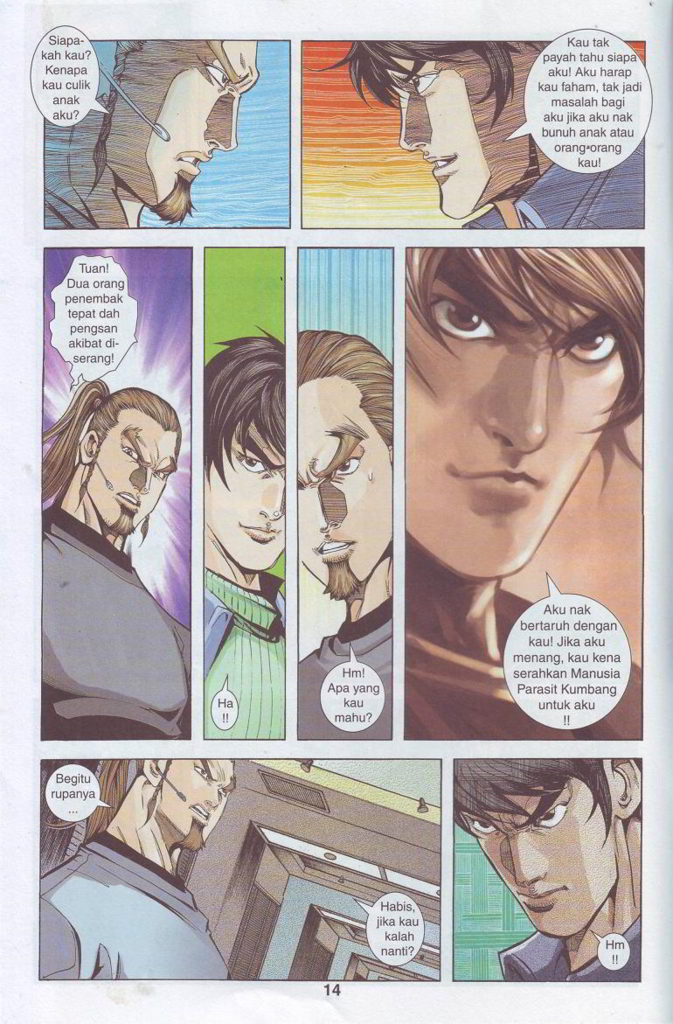 Siapa-
kah kau?
Kenapa
kau culik
anak
aku?
Kau tak
payah tahu siapa
aku! Aku harap
kau faham, tak jadi
masalah bagi
aku jika aku nak
bunuh anak atau
orang-orang
kau!
Tuan!
Dua orang
penembak
tepat dah
pengsan
akibat di-
serang!
Ha
!!
Hm!
Apa yang
kau
mahu?
Aku nak
bertaruh dengan
kau! Jika aku
menang, kau kena
serahkan Manusia
Parasit Kumbang
untuk aku
!!
Begitu
rupanya
...
Habis,
jika kau
kalah
nanti?
Hm
!!
14